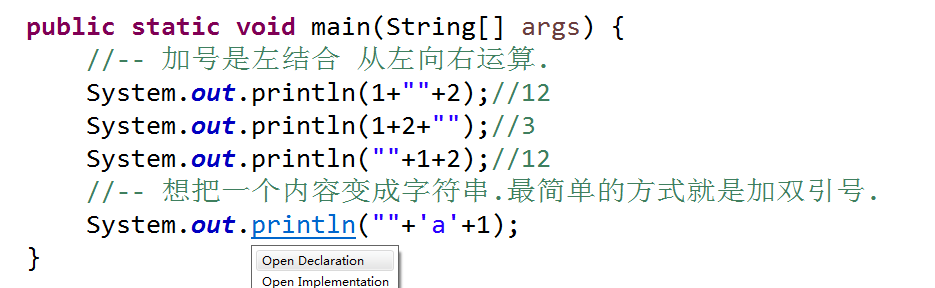 public static void main(String[] args) {
//-- 加号是左结合 从左向右运算.
System.out.println(1+""+2);//12
System.out.println(1+2+"");//3
System.out.println(""+1+2);//12
//-- 想把一个内容变成字符串.最简单的方式就是加双引号.
System.out.println(""+'a'+1);
}
Open Declaration
Open Implementation